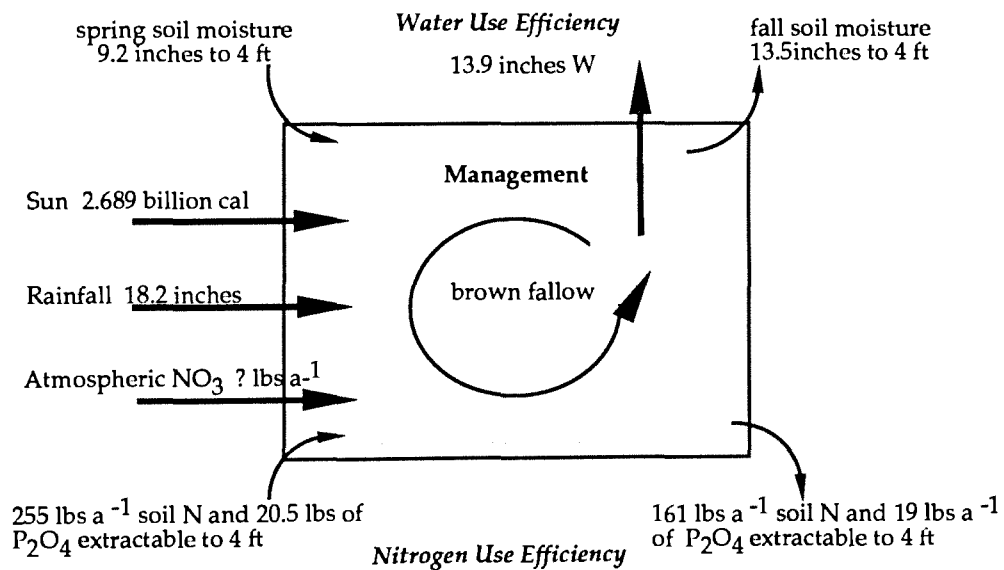 Water Use Efficiency
spring soil moisture
9.2 inches to 4 ft
13.9 inches W
fall soil moisture
13.5inches to 4 ft
Management
Sun 2.689 billion cal
Rainfall 18.2 inches
brown fallow
Atmospheric NO₃ ? lbs a-¹
255 lbs a ⁻¹ soil N and 20.5 lbs of
P₂O₄ extractable to 4 ft
161 lbs a ⁻¹ soil N and 19 lbs a ⁻¹
of P₂O₄ extractable to 4 ft
Nitrogen Use Efficiency